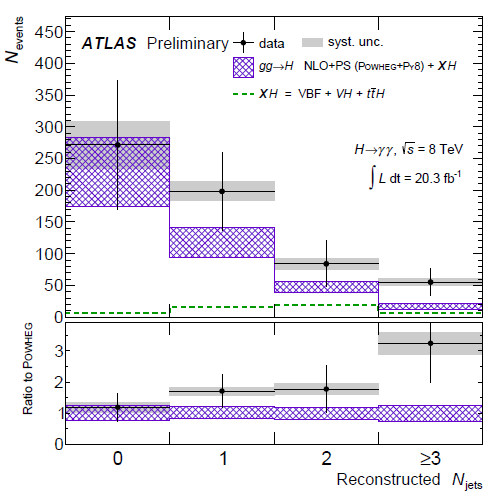 ATLAS Preliminary
data
syst. unc.
gg→H NLO+PS (POWHEG+PY8) + XH
XH = VBF + VH + tt̄H
H→γγ, √s = 8 TeV
∫ L dt = 20.3 fb⁻¹
N_events
450
400
350
300
250
200
150
100
50
0
Ratio to POWHEG
3
2
1
0
0 1 2 ≥3
Reconstructed N_jets